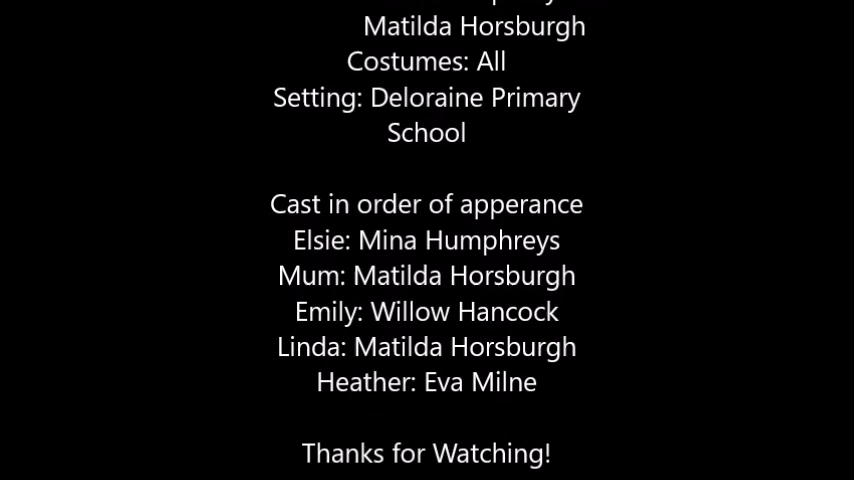 Matilda Horsburgh
Costumes: All
Setting: Deloraine Primary
School
Cast in order of apperance
Elsie: Mina Humphreys
Mum: Matilda Horsburgh
Emily: Willow Hancock
Linda: Matilda Horsburgh
Heather: Eva Milne
Thanks for Watching!